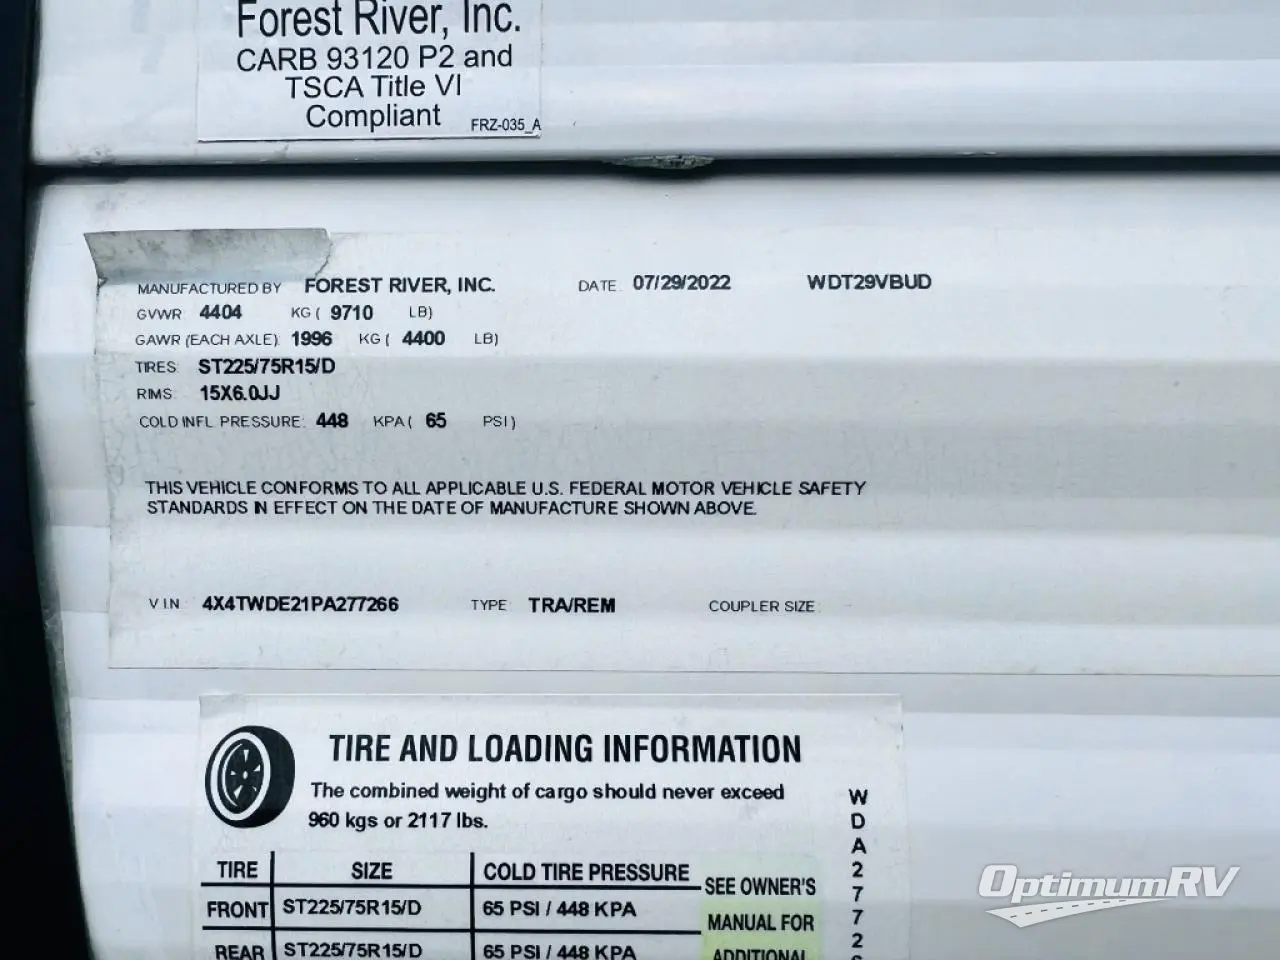 Forest River, Inc.
CARB 93120 P2 and
TSCA Title VI
Compliant FRZ-035_A
MANUFACTURED BY FOREST RIVER, INC. DATE 07/29/2022 WDT29VBUD
GVWR 4404 KG ( 9710 LB)
GAWR (EACH AXLE) 1996 KG ( 4400 LB)
TIRES: ST225/75R15/D
RIMS 15X6.0JJ
COLD INFL PRESSURE: 448 KPA ( 65 PSI )
THIS VEHICLE CONFORMS TO ALL APPLICABLE U.S. FEDERAL MOTOR VEHICLE SAFETY
STANDARDS IN EFFECT ON THE DATE OF MANUFACTURE SHOWN ABOVE.
VIN: 4X4TWDE21PA277266 TYPE: TRA/REM COUPLER SIZE:
TIRE AND LOADING INFORMATION
The combined weight of cargo should never exceed
960 kgs or 2117 lbs.
TIRE SIZE COLD TIRE PRESSURE SEE OWNER'S
FRONT ST225/75R15/D 65 PSI / 448 KPA MANUAL FOR
REAR ST225/75R15/D 65 PSI / 448 KPA ADDITIONAL
WDA2772
OptimumRV